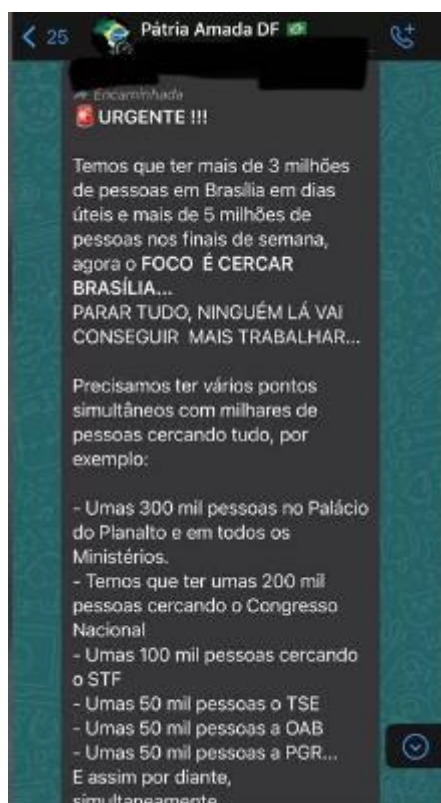 25
Pátria Amada DF
Encaminhada
URGENTE !!!
Temos que ter mais de 3 milhões
de pessoas em Brasília em dias
úteis e mais de 5 milhões de
pessoas nos finais de semana,
agora o FOCO É CERCAR
BRASÍLIA...
PARAR TUDO, NINGUÉM LÁ VAI
CONSEGUIR MAIS TRABALHAR...
Precisamos ter vários pontos
simultâneos com milhares de
pessoas cercando tudo, por
exemplo:
- Umas 300 mil pessoas no Palácio
do Planalto e em todos os
Ministérios.
- Temos que ter umas 200 mil
pessoas cercando o Congresso
Nacional
- Umas 100 mil pessoas cercando
o STF
- Umas 50 mil pessoas o TSE
- Umas 50 mil pessoas a OAB
- Umas 50 mil pessoas a PGR...
E assim por diante,
simultaneamente